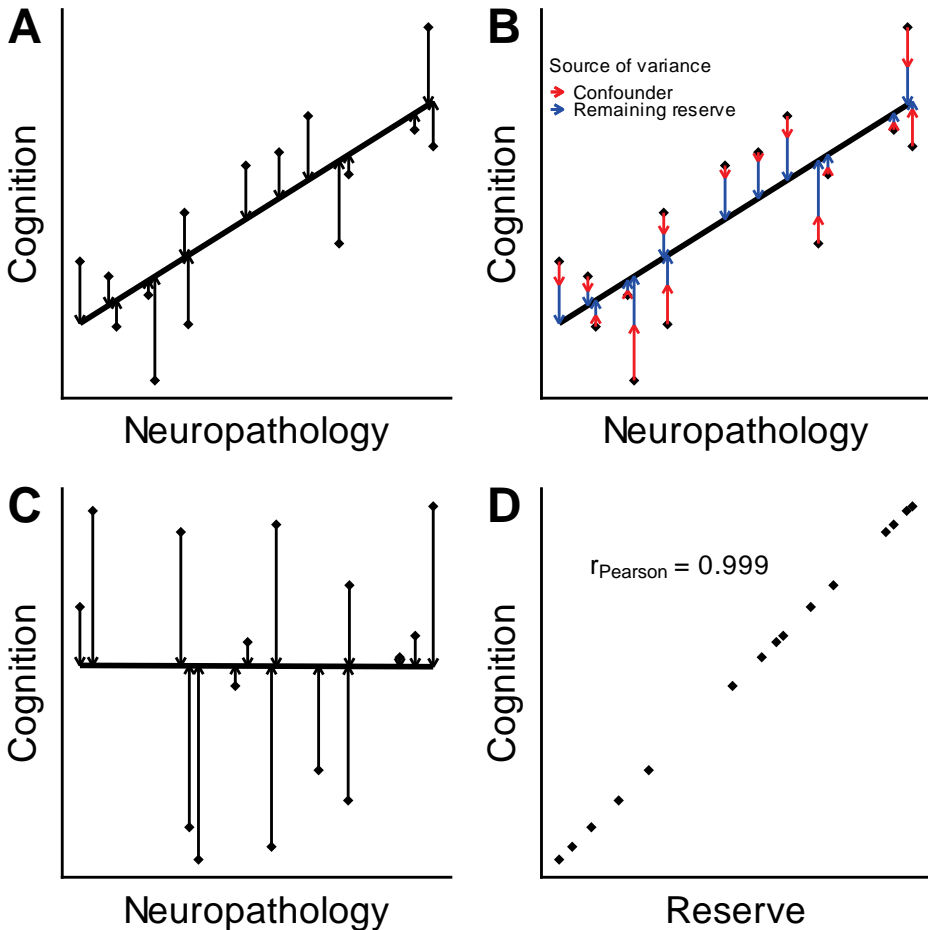 A
Cognition
Neuropathology
B
Source of variance
Confounder
Remaining reserve
Cognition
Neuropathology
C
Cognition
Neuropathology
D
rPearson = 0.999
Cognition
Reserve